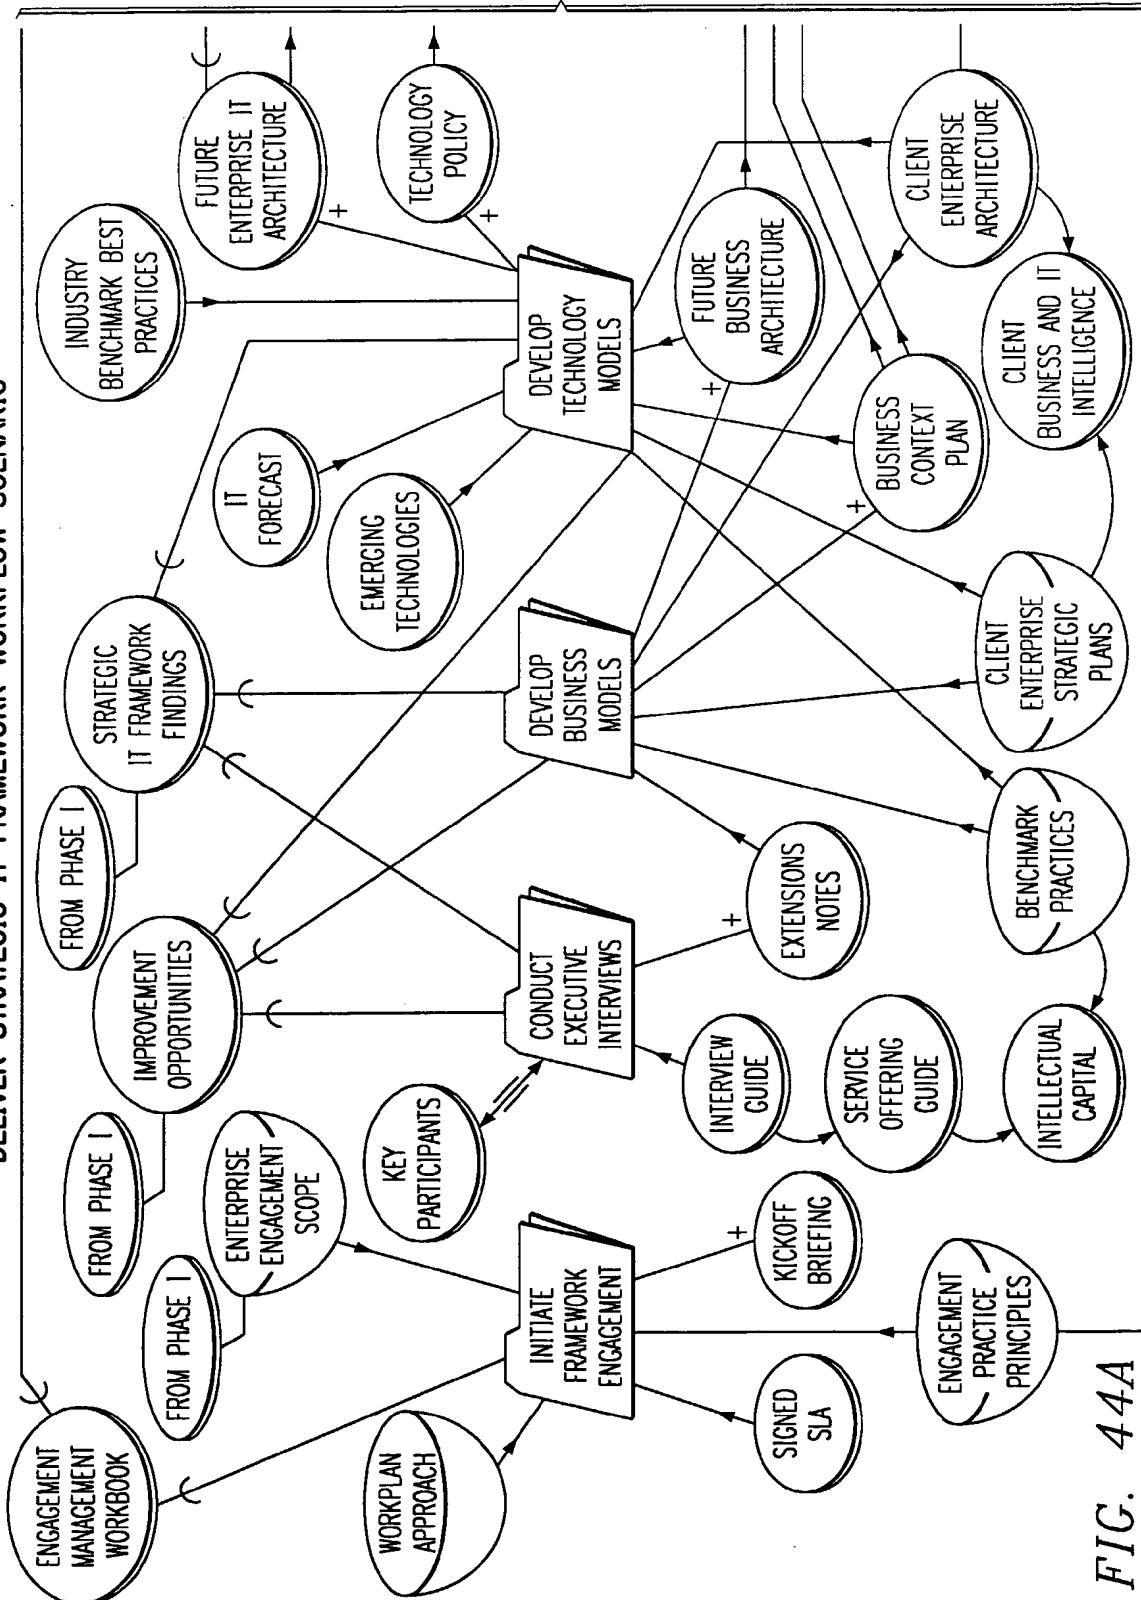 DELIVER STRATEGIC IT FRAMEWORK WORKFLOW SCENARIO
ENGAGEMENT
MANAGEMENT
WORKBOOK
FROM PHASE I
FROM PHASE I
FROM PHASE I
ENTERPRISE
ENGAGEMENT
SCOPE
IMPROVEMENT
OPPORTUNITIES
STRATEGIC
IT FRAMEWORK
FINDINGS
INDUSTRY
BENCHMARK BEST
PRACTICES
FUTURE
ENTERPRISE IT
ARCHITECTURE
+
IT
FORECAST
EMERGING
TECHNOLOGIES
TECHNOLOGY
POLICY
+
WORKPLAN
APPROACH
KEY
PARTICIPANTS
INITIATE
FRAMEWORK
ENGAGEMENT
CONDUCT
EXECUTIVE
INTERVIEWS
DEVELOP
BUSINESS
MODELS
DEVELOP
TECHNOLOGY
MODELS
SIGNED
SLA
KICKOFF
BRIEFING
+
INTERVIEW
GUIDE
EXTENSIONS
NOTES
+
FUTURE
BUSINESS
ARCHITECTURE
+
SERVICE
OFFERING
GUIDE
BUSINESS
CONTEXT
PLAN
+
CLIENT
ENTERPRISE
ARCHITECTURE
ENGAGEMENT
PRACTICE
PRINCIPLES
INTELLECTUAL
CAPITAL
BENCHMARK
PRACTICES
CLIENT
ENTERPRISE
STRATEGIC
PLANS
CLIENT
BUSINESS AND IT
INTELLIGENCE
FIG. 44A